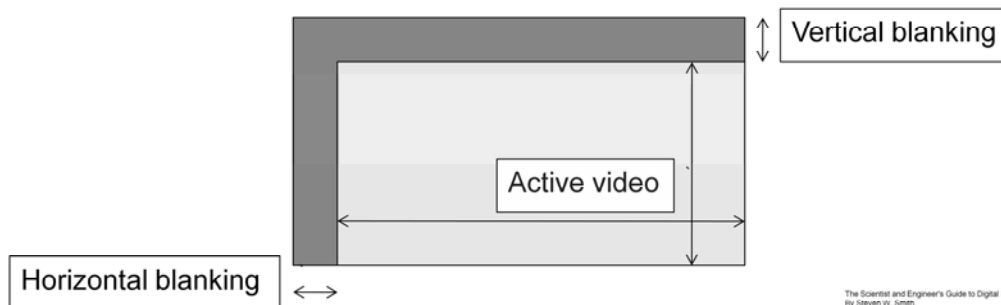 Vertical blanking
Active video
Horizontal blanking
The Scientist and Engineer's Guide to Digital
By Steven W. Smith